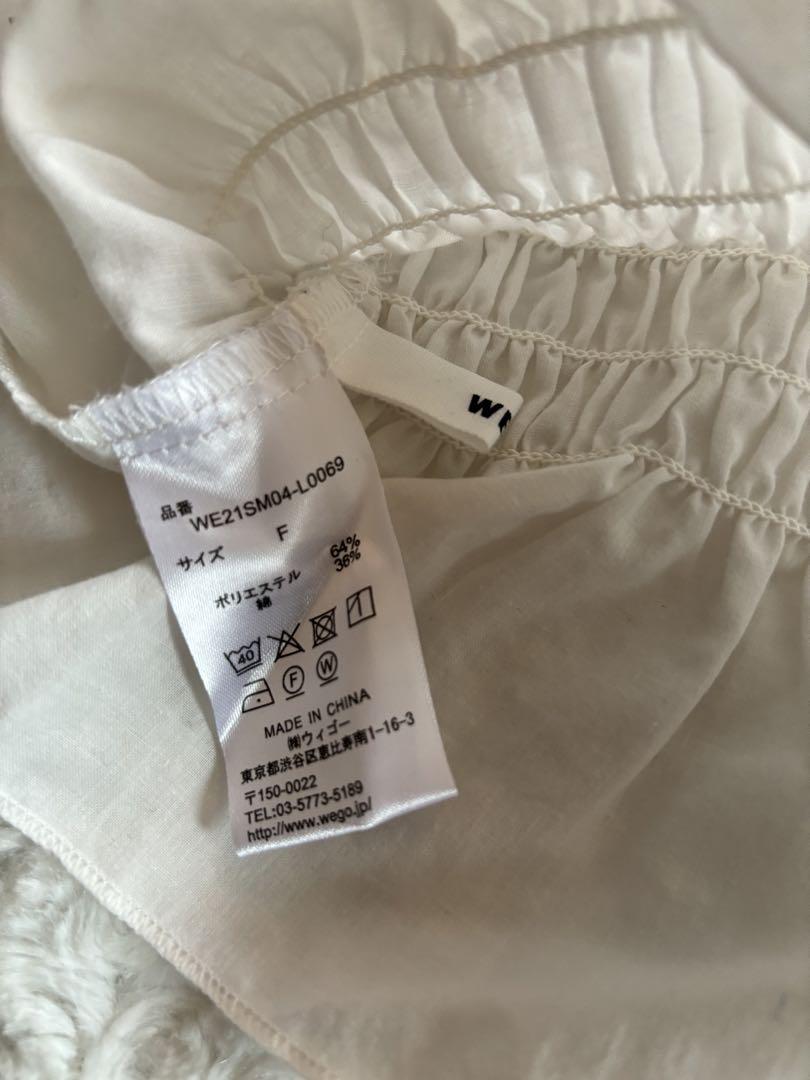 W
品番 WE21SM04-L0069
サイズ F
ポリエステル 64%
綿 36%
40
F W
MADE IN CHINA
㈱ウィゴー
東京都渋谷区恵比寿南1-16-3
〒150-0022
TEL:03-5773-5189
http://www.wego.jp/